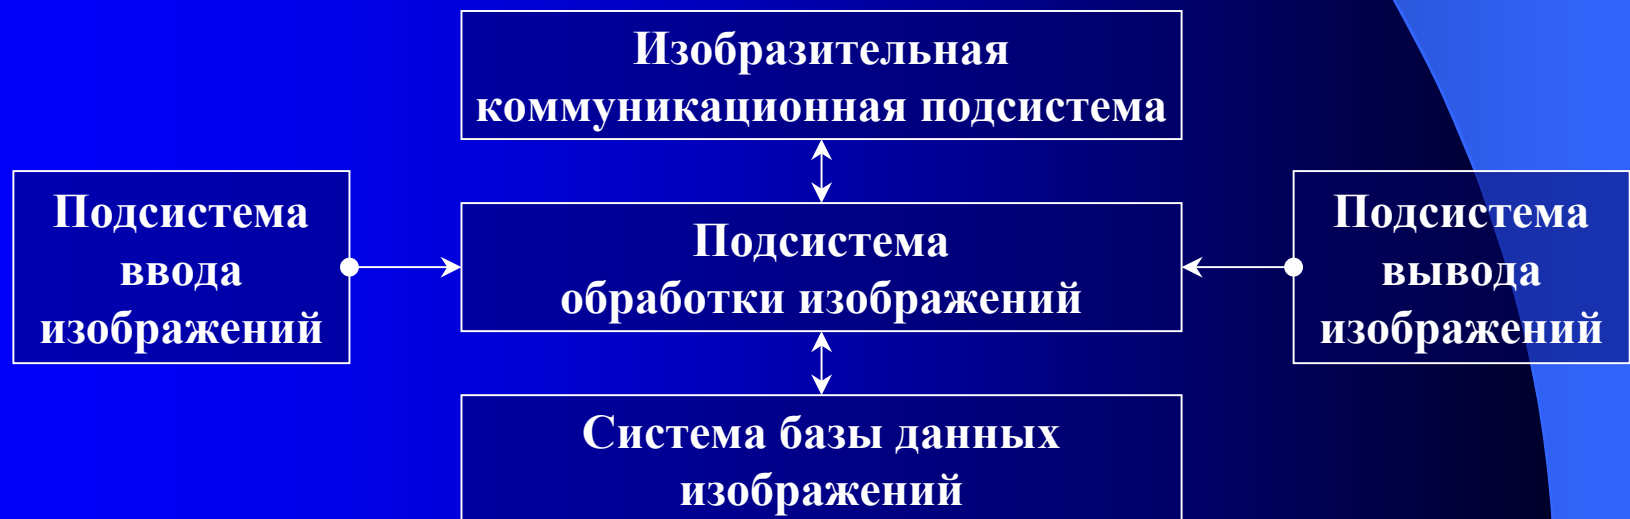 Изобразительная
коммуникационная подсистема
Подсистема
ввода
изображений
Подсистема
обработки изображений
Подсистема
вывода
изображений
Система базы данных
изображений